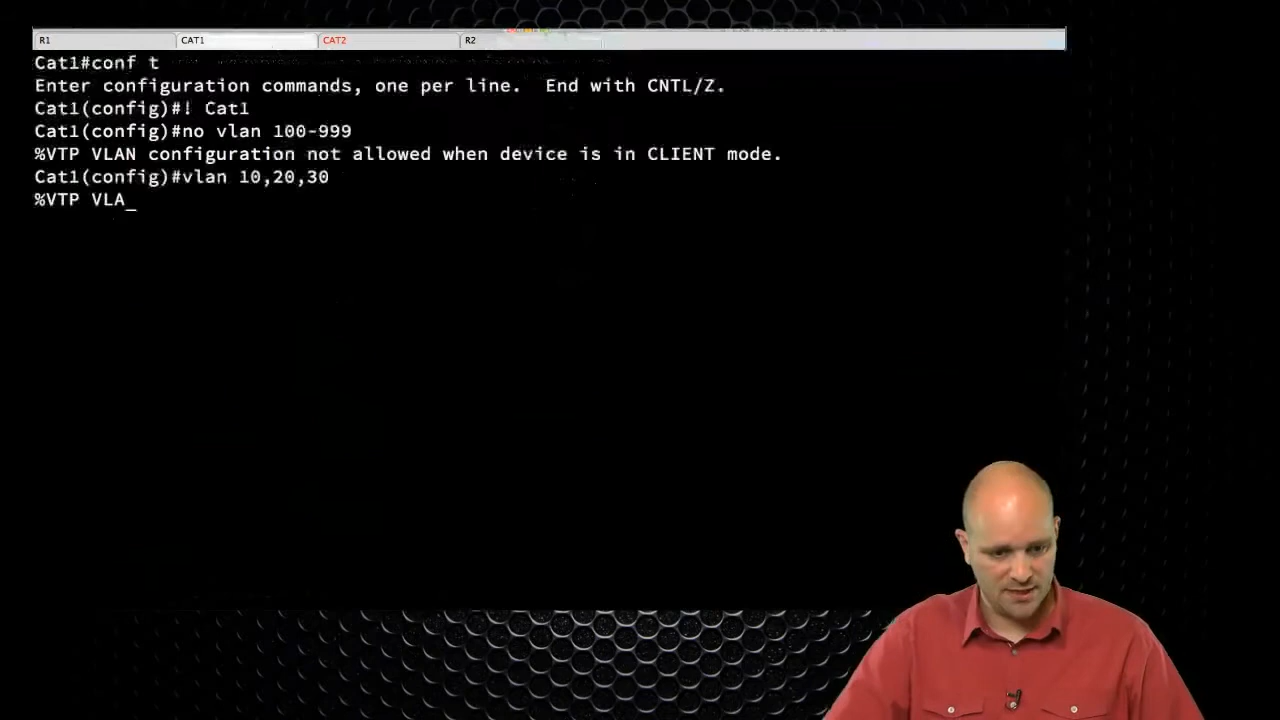 R1 CAT1 CAT2 R2
Cat1#conf t
Enter configuration commands, one per line.  End with CNTL/Z.
Cat1(config)#! Cat1
Cat1(config)#no vlan 100-999
%VTP VLAN configuration not allowed when device is in CLIENT mode.
Cat1(config)#vlan 10,20,30
%VTP VLA_